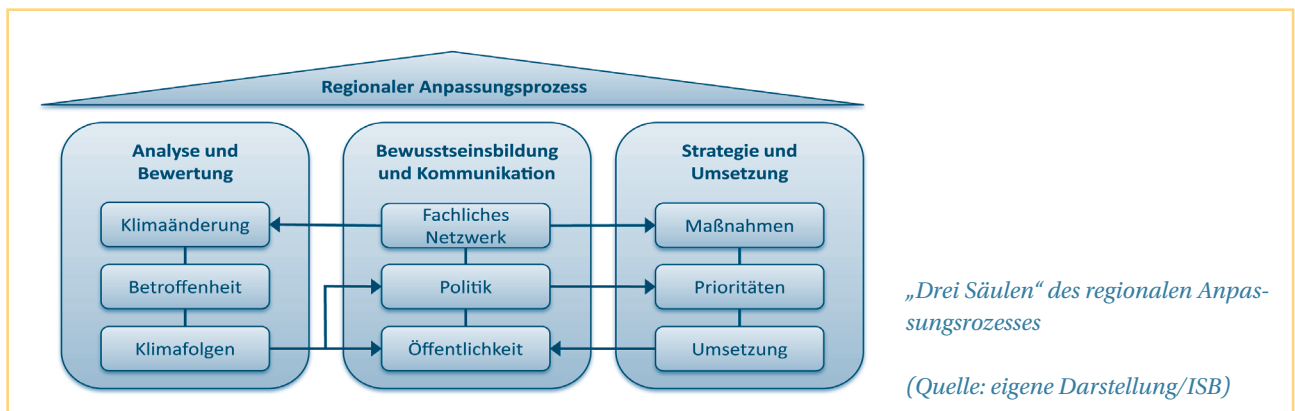 Regionaler Anpassungsprozess
Analyse und
Bewertung
Klimaänderung
Betroffenheit
Klimafolgen
Bewusstseinsbildung
und Kommunikation
Fachliches
Netzwerk
Politik
Öffentlichkeit
Strategie und
Umsetzung
Maßnahmen
Prioritäten
Umsetzung
„Drei Säulen“ des regionalen Anpas-
sungsrozesses
(Quelle: eigene Darstellung/ISB)